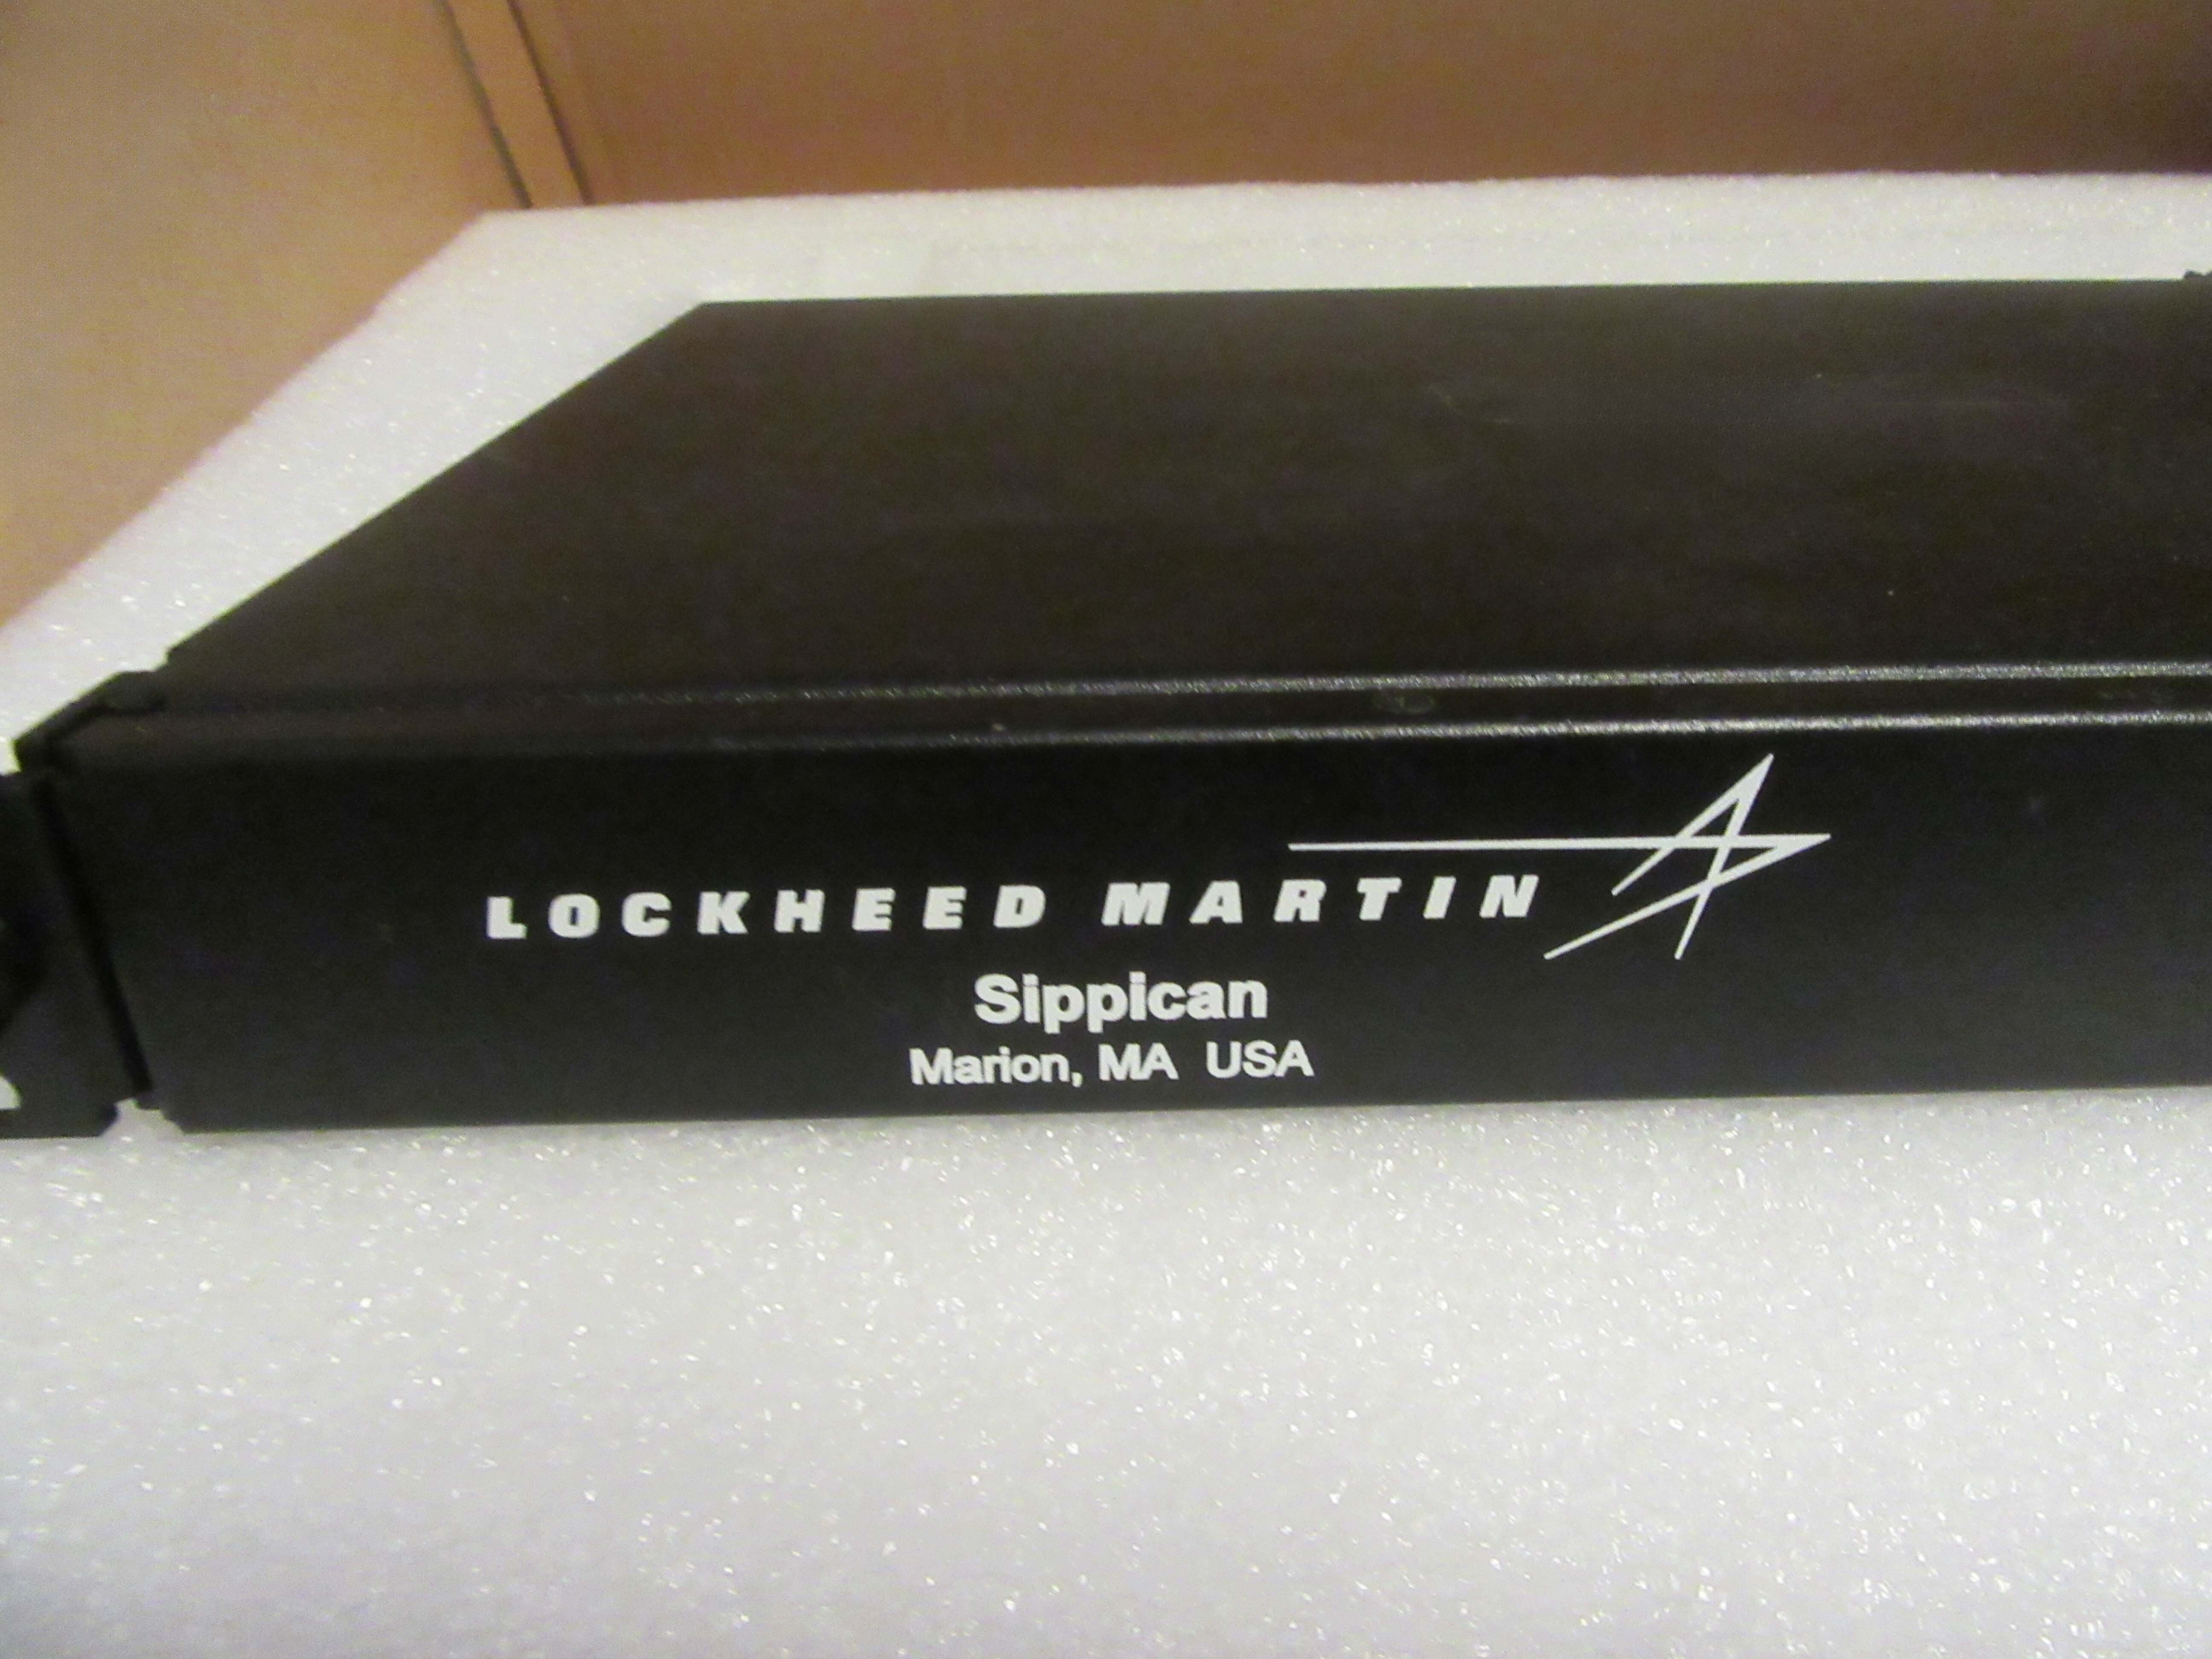 LOCKHEED MARTIN
Sippican
Marion, MA USA